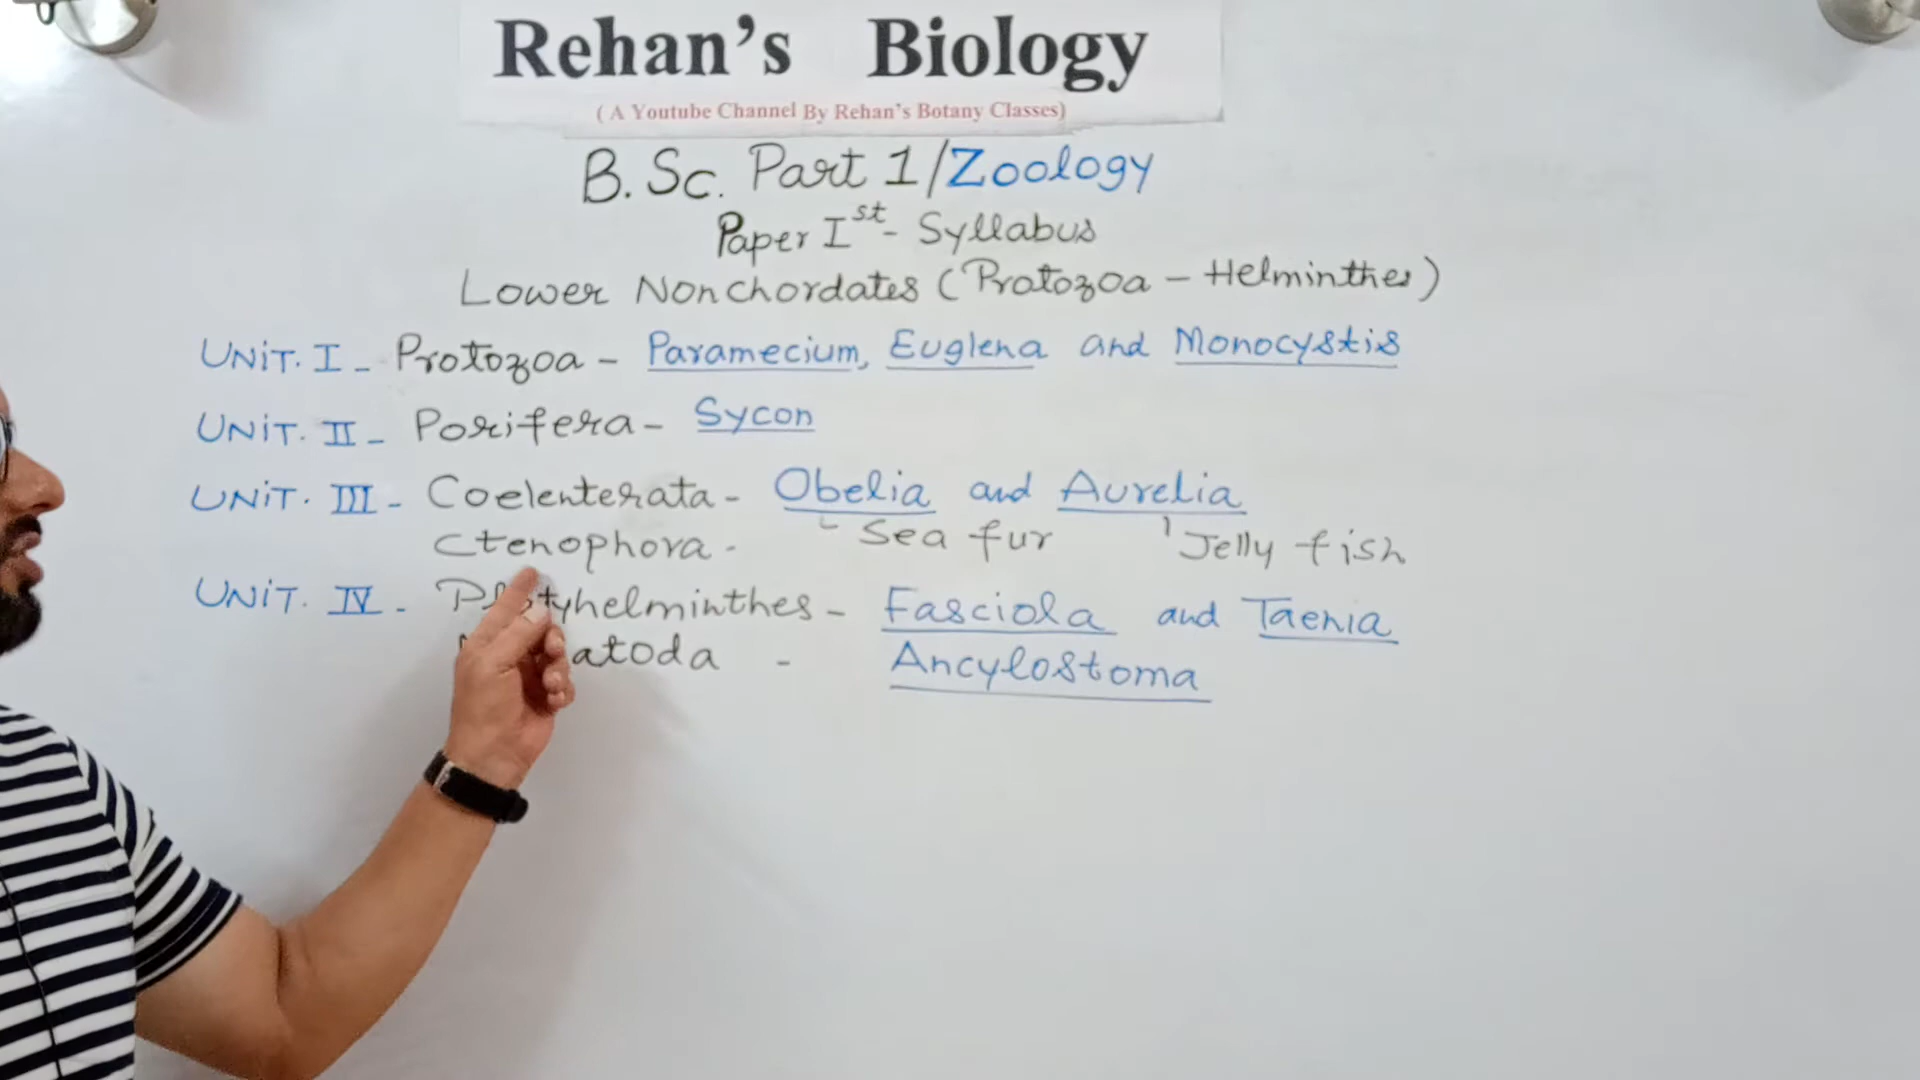 Rehan's Biology
( A Youtube Channel By Rehan's Botany Classes)
B.Sc. Part 1/Zoology
Paper Ist- Syllabus
Lower Nonchordates (Protozoa - Helminthes)
UNiT. I - Protozoa - Paramecium, Euglena and Monocystis
UNiT. II - Porifera - Sycon
UNiT. III - Coelenterata - Obelia and Aurelia
Ctenophora - Sea fur Jelly fish
UNiT. IV - Platyhelminthes - Fasciola and Taenia
- Ancylostoma